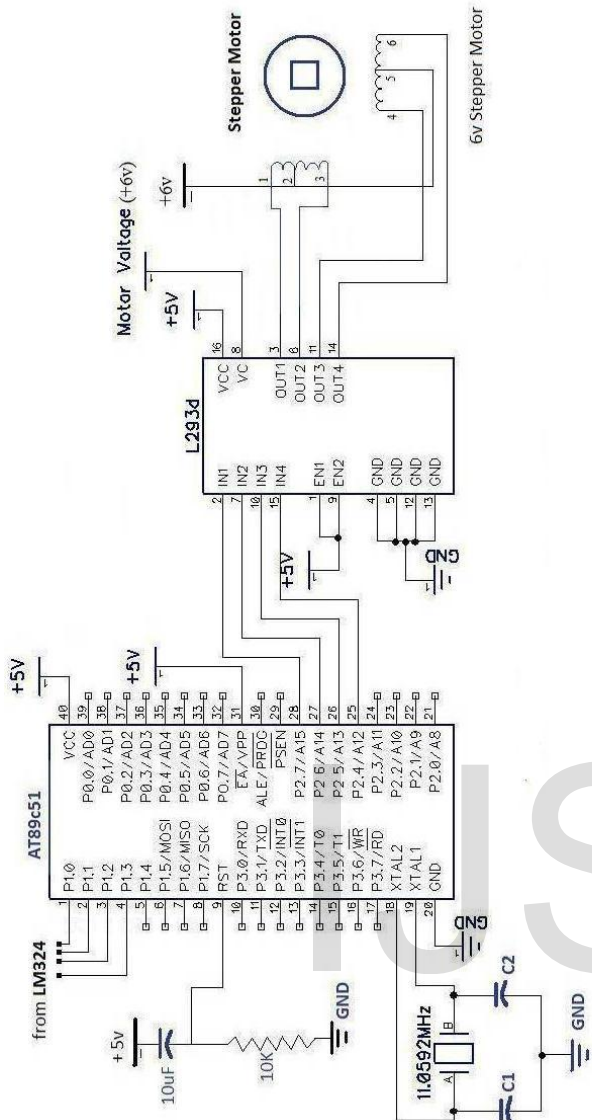 Stepper Motor
6v Stepper Motor
4
5
6
+6v
1
2
3
Motor Valtage (+6v)
+5V
L293d
16 VCC
8 VC
3 OUT1
6 OUT2
11 OUT3
14 OUT4
2 IN1
7 IN2
10 IN3
15 IN4
1 EN1
9 EN2
4 GND
5 GND
12 GND
13 GND
+5V
GND
AT89c51
+5V
+5V
40 VCC
39 P0.0/AD0
38 P0.1/AD1
37 P0.2/AD2
36 P0.3/AD3
35 P0.4/AD4
34 P0.5/AD5
33 P0.6/AD6
32 P0.7/AD7
31 EA/VPP
30 ALE/PROG
29 PSEN
28 P2.7/A15
27 P2.6/A14
26 P2.5/A13
25 P2.4/A12
24 P2.3/A11
23 P2.2/A10
22 P2.1/A9
21 P2.0/A8
1 P1.0
2 P1.1
3 P1.2
4 P1.3
5 P1.4
6 P1.5/MOSI
7 P1.6/MISO
8 P1.7/SCK
9 RST
10 P3.0/RXD
11 P3.1/TXD
12 P3.2/INT0
13 P3.3/INT1
14 P3.4/T0
15 P3.5/T1
16 P3.6/WR
17 P3.7/RD
18 XTAL2
19 XTAL1
20 GND
from LM324
+5v
10uF
10K
GND
GND
11.0592MHz
A
B
C1
C2
GND